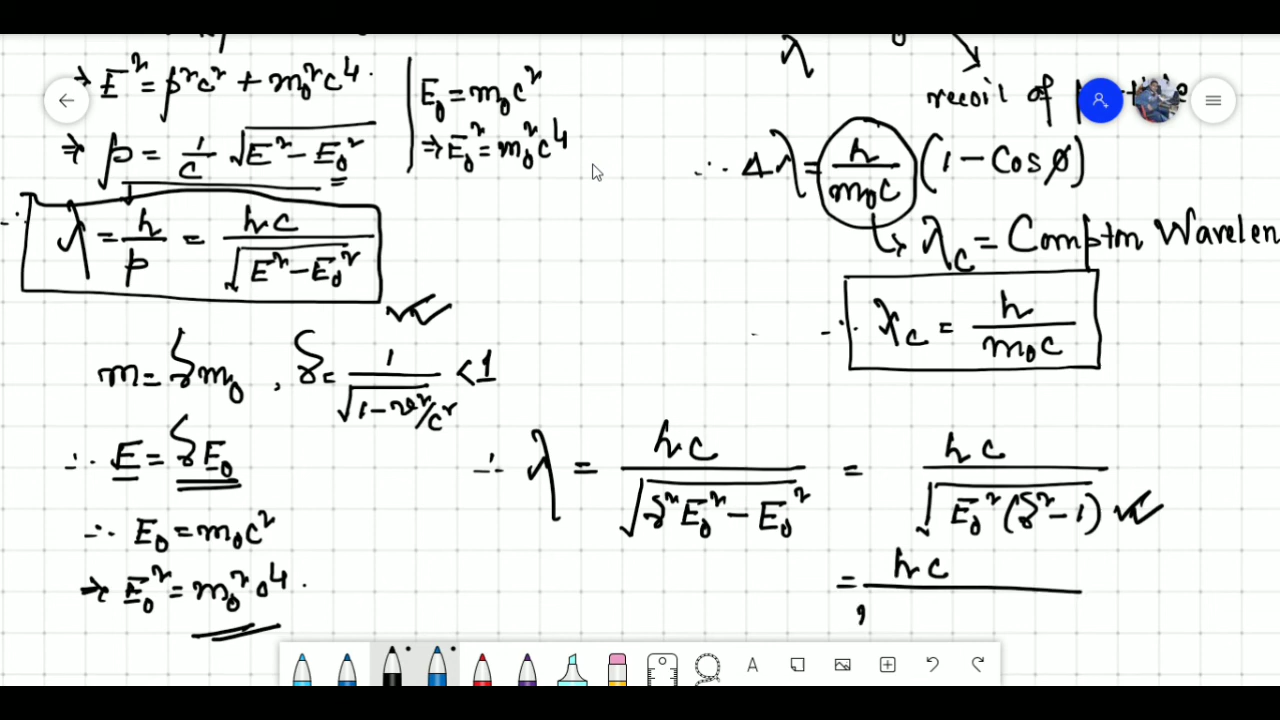 → E² = p²c² + m₀²c⁴.
E₀ = m₀c²
⇒ p = 1/c √(E² − E₀²)
⇒ E₀² = m₀²c⁴
∴ λ = h/p = hc/√(E² − E₀²)
m = γm₀ , γ = 1/√(1 − v²/c²) < 1
∴ E = γE₀
∴ E₀ = m₀c²
→ E₀² = m₀²c⁴.
λ
recoil of
∴ Δλ = h/m₀c (1 − Cosφ)
↳ λc = Compton Wavelen
∴ λc = h/m₀c
∴ λ = hc/√(γ²E₀² − E₀²) = hc/√(E₀²(γ² − 1))
= hc
A